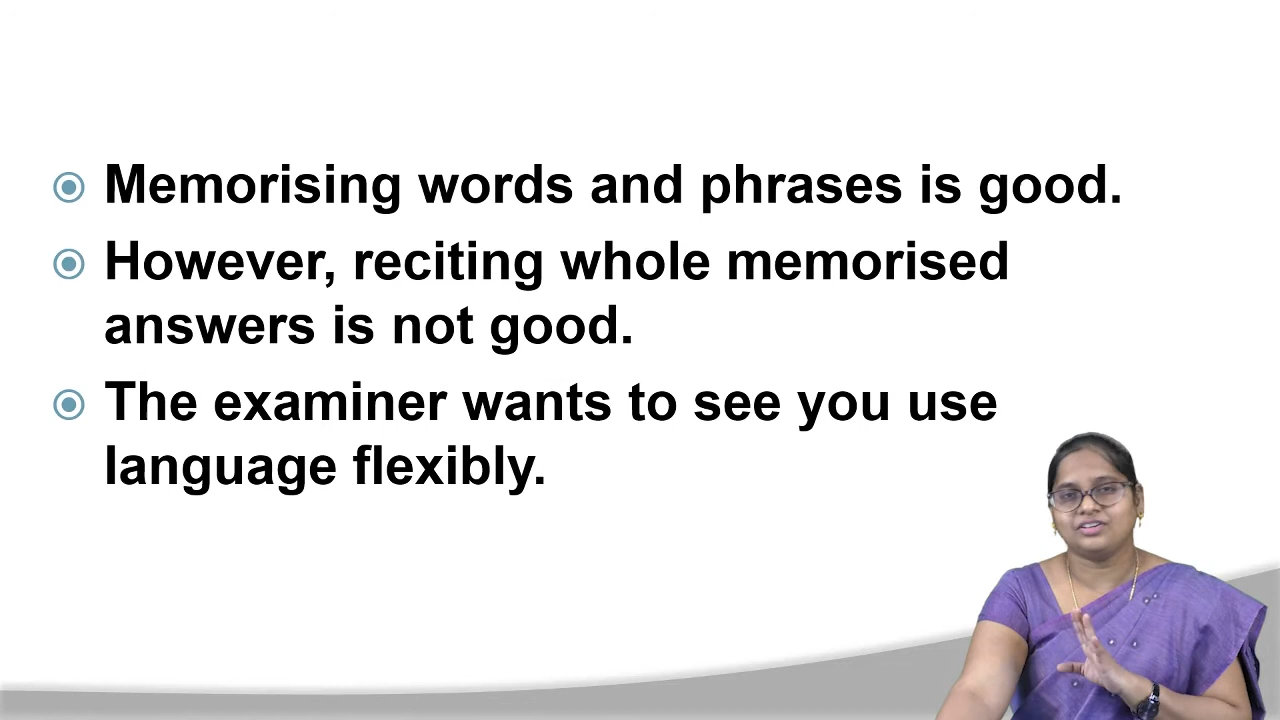 Memorising words and phrases is good.
However, reciting whole memorised
answers is not good.
The examiner wants to see you use
language flexibly.